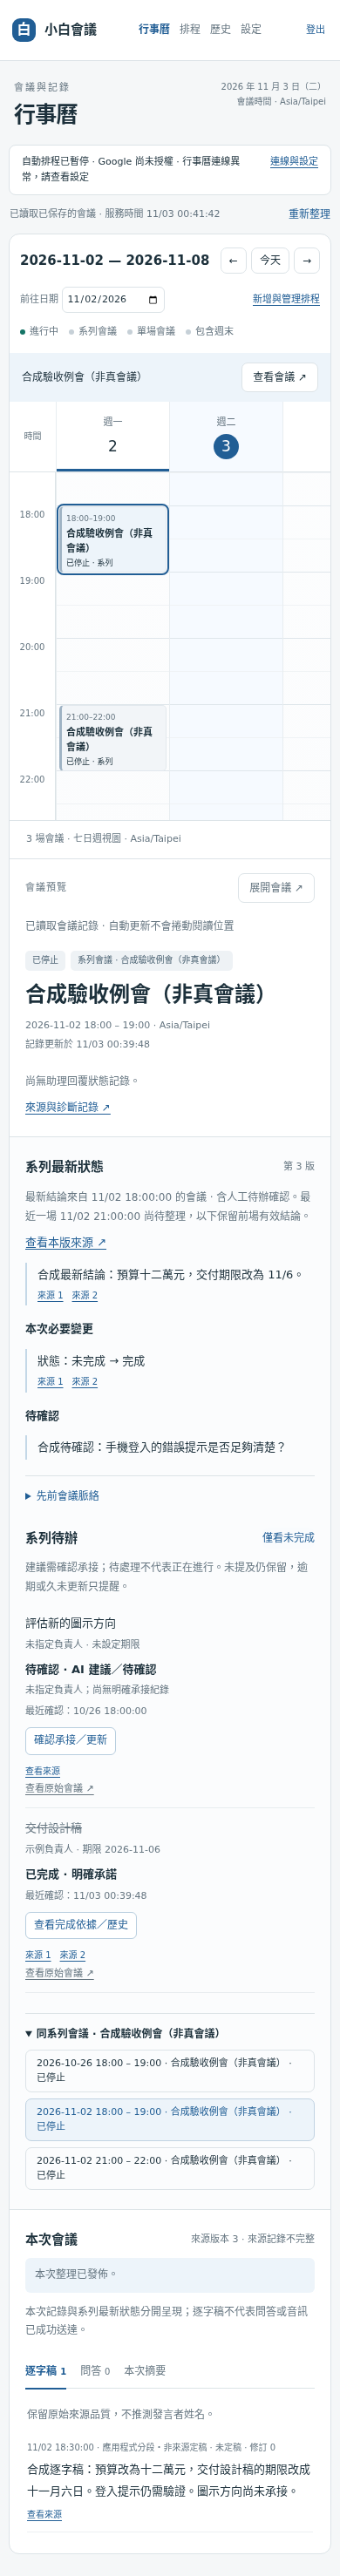 白 小白會議 行事曆 排程 歷史 設定 登出
會議與記錄
行事曆
2026 年 11 月 3 日（二）
會議時間 · Asia/Taipei
自動排程已暫停 · Google 尚未授權 · 行事曆連線異
常，請查看設定
連線與設定
已讀取已保存的會議 · 服務時間 11/03 00:41:42 重新整理
2026-11-02 — 2026-11-08 ← 今天 →
前往日期 11/02/2026 新增與管理排程
進行中 系列會議 單場會議 包含週末
合成驗收例會（非真會議） 查看會議 ↗
時間
週一
2
週二
3
18:00
18:00–19:00
合成驗收例會（非真
會議）
已停止 · 系列
19:00
20:00
21:00
21:00–22:00
合成驗收例會（非真
會議）
已停止 · 系列
22:00
3 場會議 · 七日週視圖 · Asia/Taipei
會議預覽 展開會議 ↗
已讀取會議記錄 · 自動更新不會捲動閱讀位置
已停止 系列會議 · 合成驗收例會（非真會議）
合成驗收例會（非真會議）
2026-11-02 18:00 – 19:00 · Asia/Taipei
記錄更新於 11/03 00:39:48
尚無助理回覆狀態記錄。
來源與診斷記錄 ↗
系列最新狀態 第 3 版
最新結論來自 11/02 18:00:00 的會議 · 含人工待辦確認。最
近一場 11/02 21:00:00 尚待整理，以下保留前場有效結論。
查看本版來源 ↗
合成最新結論：預算十二萬元，交付期限改為 11/6。
來源 1 來源 2
本次必要變更
狀態：未完成 → 完成
來源 1 來源 2
待確認
合成待確認：手機登入的錯誤提示是否足夠清楚？
▶ 先前會議脈絡
系列待辦 僅看未完成
建議需確認承接；待處理不代表正在進行。未提及仍保留，逾
期或久未更新只提醒。
評估新的圖示方向
未指定負責人 · 未設定期限
待確認 · AI 建議／待確認
未指定負責人；尚無明確承接紀錄
最近確認：10/26 18:00:00
確認承接／更新
查看來源
查看原始會議 ↗
交付設計稿
示例負責人 · 期限 2026-11-06
已完成 · 明確承諾
最近確認：11/03 00:39:48
查看完成依據／歷史
來源 1 來源 2
查看原始會議 ↗
▼ 同系列會議 · 合成驗收例會（非真會議）
2026-10-26 18:00 – 19:00 · 合成驗收例會（非真會議） ·
已停止
2026-11-02 18:00 – 19:00 · 合成驗收例會（非真會議） ·
已停止
2026-11-02 21:00 – 22:00 · 合成驗收例會（非真會議） ·
已停止
本次會議 來源版本 3 · 來源記錄不完整
本次整理已發佈。
本次記錄與系列最新狀態分開呈現；逐字稿不代表問答或音訊
已成功送達。
逐字稿 1 問答 0 本次摘要
保留原始來源品質，不推測發言者姓名。
11/02 18:30:00 · 應用程式分段 · 非來源定稿 · 未定稿 · 修訂 0
合成逐字稿：預算改為十二萬元，交付設計稿的期限改成
十一月六日。登入提示仍需驗證。圖示方向尚未承接。
查看來源